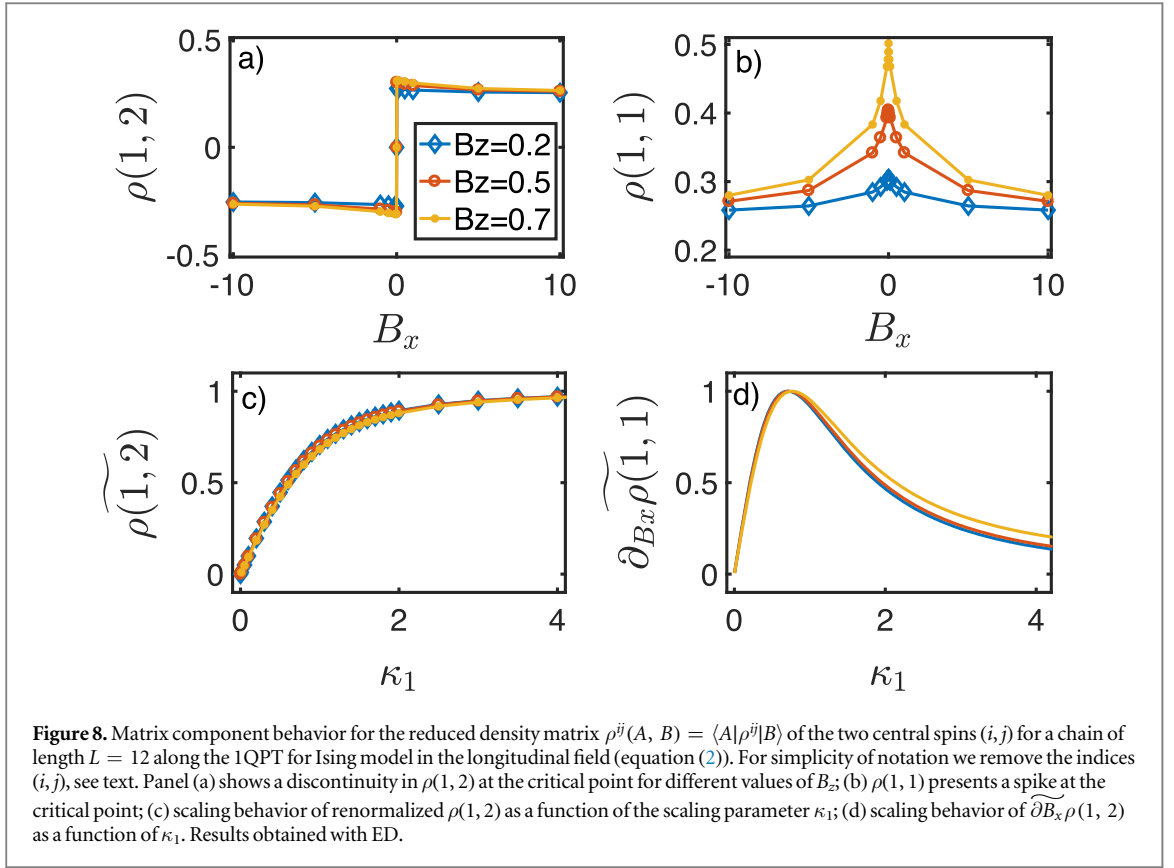 a)
0.5
0
-0.5
ρ(1, 2)
Bz=0.2
Bz=0.5
Bz=0.7
-10 0 10
B_x
b)
0.5
0.4
0.3
0.2
ρ(1, 1)
-10 0 10
B_x
c)
1
0.5
0
\widetilde{ρ(1, 2)}
0 2 4
κ_1
d)
1
0.5
0
\widetilde{∂_{Bx}ρ(1, 1)}
0 2 4
κ_1
Figure 8. Matrix component behavior for the reduced density matrix ρ^{ij}(A, B) = ⟨A|ρ^{ij}|B⟩ of the two central spins (i, j) for a chain of
length L = 12 along the 1QPT for Ising model in the longitudinal field (equation (2)). For simplicity of notation we remove the indices
(i, j), see text. Panel (a) shows a discontinuity in ρ(1, 2) at the critical point for different values of B_z; (b) ρ(1, 1) presents a spike at the
critical point; (c) scaling behavior of renormalized ρ(1, 2) as a function of the scaling parameter κ_1; (d) scaling behavior of \widetilde{∂B_x}ρ(1, 2)
as a function of κ_1. Results obtained with ED.